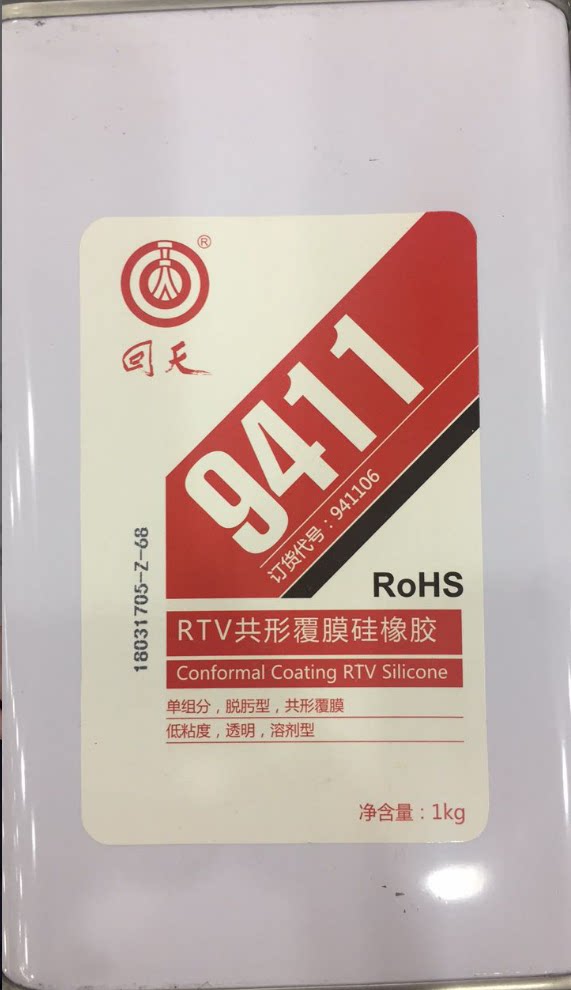 ®
回天
9411
订货代号：941106
18031705-Z-68
RoHS
RTV共形覆膜硅橡胶
Conformal Coating RTV Silicone
单组分，脱肟型，共形覆膜
低粘度，透明，溶剂型
净含量：1kg